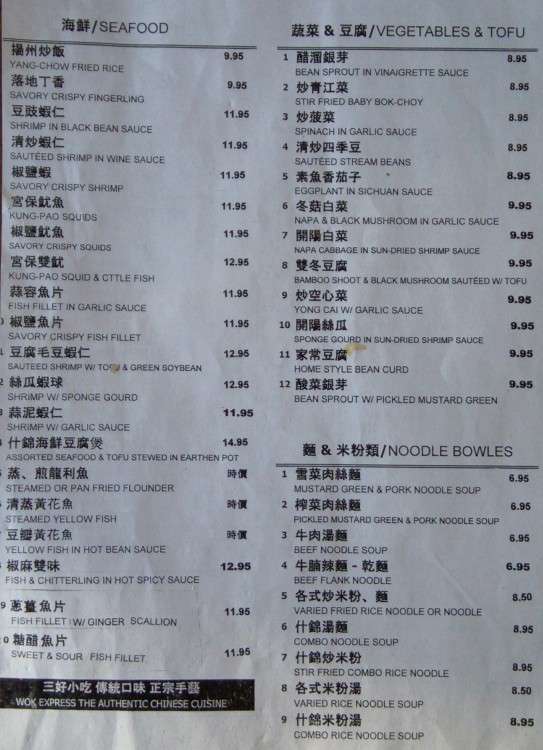 海鮮/SEAFOOD
揚州炒飯 9.95
YANG-CHOW FRIED RICE
落地丁香 9.95
SAVORY CRISPY FINGERLING
豆豉蝦仁 11.95
SHRIMP IN BLACK BEAN SAUCE
清炒蝦仁 11.95
SAUTÉED SHRIMP IN WINE SAUCE
椒鹽蝦 11.95
SAVORY CRISPY SHRIMP
宮保魷魚 11.95
KUNG-PAO SQUIDS
椒鹽魷魚 11.95
SAVORY CRISPY SQUIDS
宮保雙魷 12.95
KUNG-PAO SQUID & CTTLE FISH
蒜容魚片 11.95
FISH FILLET IN GARLIC SAUCE
0 椒鹽魚片 11.95
SAVORY CRISPY FISH FILLET
豆腐毛豆蝦仁 12.95
SAUTEED SHRIMP W/ TOFU & GREEN SOYBEAN
2 絲瓜蝦球 12.95
SHRIMP W/ SPONGE GOURD
3 蒜泥蝦仁 11.95
SHRIMP W/ GARLIC SAUCE
什錦海鮮豆腐煲 14.95
ASSORTED SEAFOOD & TOFU STEWED IN EARTHEN POT
蒸、煎龍利魚 時價
STEAMED OR PAN FRIED FLOUNDER
清蒸黃花魚 時價
STEAMED YELLOW FISH
豆瓣黃花魚 時價
YELLOW FISH IN HOT BEAN SAUCE
椒麻雙味 12.95
FISH & CHITTERLING IN HOT SPICY SAUCE
9 蔥薑魚片 11.95
FISH FILLET W/ GINGER SCALLION
0 糖醋魚片 11.95
SWEET & SOUR FISH FILLET
三好小吃 傳統口味 正宗手藝
WOK EXPRESS THE AUTHENTIC CHINESE CUISINE
蔬菜 & 豆腐/VEGETABLES & TOFU
1 醋溜銀芽 8.95
BEAN SPROUT IN VINAIGRETTE SAUCE
2 炒青江菜 8.95
STIR FRIED BABY BOK-CHOY
3 炒菠菜 8.95
SPINACH IN GARLIC SAUCE
4 清炒四季豆 8.95
SAUTÉED STREAM BEANS
5 素魚香茄子 8.95
EGGPLANT IN SICHUAN SAUCE
6 冬菇白菜 9.95
NAPA & BLACK MUSHROOM IN GARLIC SAUCE
7 開陽白菜 9.95
NAPA CABBAGE IN SUN-DRIED SHRIMP SAUCE
8 雙冬豆腐 9.95
BAMBOO SHOOT & BLACK MUSHROOM SAUTÉED W/ TOFU
9 炒空心菜 9.95
YONG CAI W/ GARLIC SAUCE
10 開陽絲瓜 9.95
SPONGE GOURD IN SUN-DRIED SHRIMP SAUCE
11 家常豆腐 9.95
HOME STYLE BEAN CURD
12 酸菜銀芽 9.95
BEAN SPROUT W/ PICKLED MUSTARD GREEN
麵 & 米粉類/NOODLE BOWLES
1 雪菜肉絲麵 6.95
MUSTARD GREEN & PORK NOODLE SOUP
2 榨菜肉絲麵 6.95
PICKLED MUSTARD GREEN & PORK NOODLE SOUP
3 牛肉湯麵 6.95
BEEF NOODLE SOUP
4 牛腩辣麵 - 乾麵 6.95
BEEF FLANK NOODLE
5 各式炒米粉、麵 8.50
VARIED FRIED RICE NOODLE OR NOODLE
6 什錦湯麵 8.95
COMBO NOODLE SOUP
7 什錦炒米粉 8.95
STIR FRIED COMBO RICE NOODLE
8 各式米粉湯 8.50
VARIED RICE NOODLE SOUP
9 什錦米粉湯 8.95
COMBO RICE NOODLE SOUP